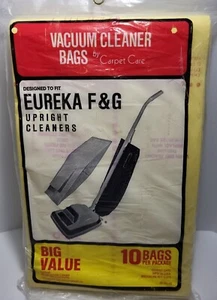 VACUUM CLEANER
BAGS by Carpet Care
DESIGNED TO FIT
EUREKA F&G
UPRIGHT
CLEANERS
BIG
VALUE
10 BAGS
PER PACKAGE